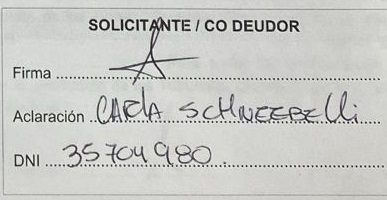 SOLICITANTE / CO DEUDOR
Firma
Aclaración CARLA SCHNEEBELLi
DNI 35704980